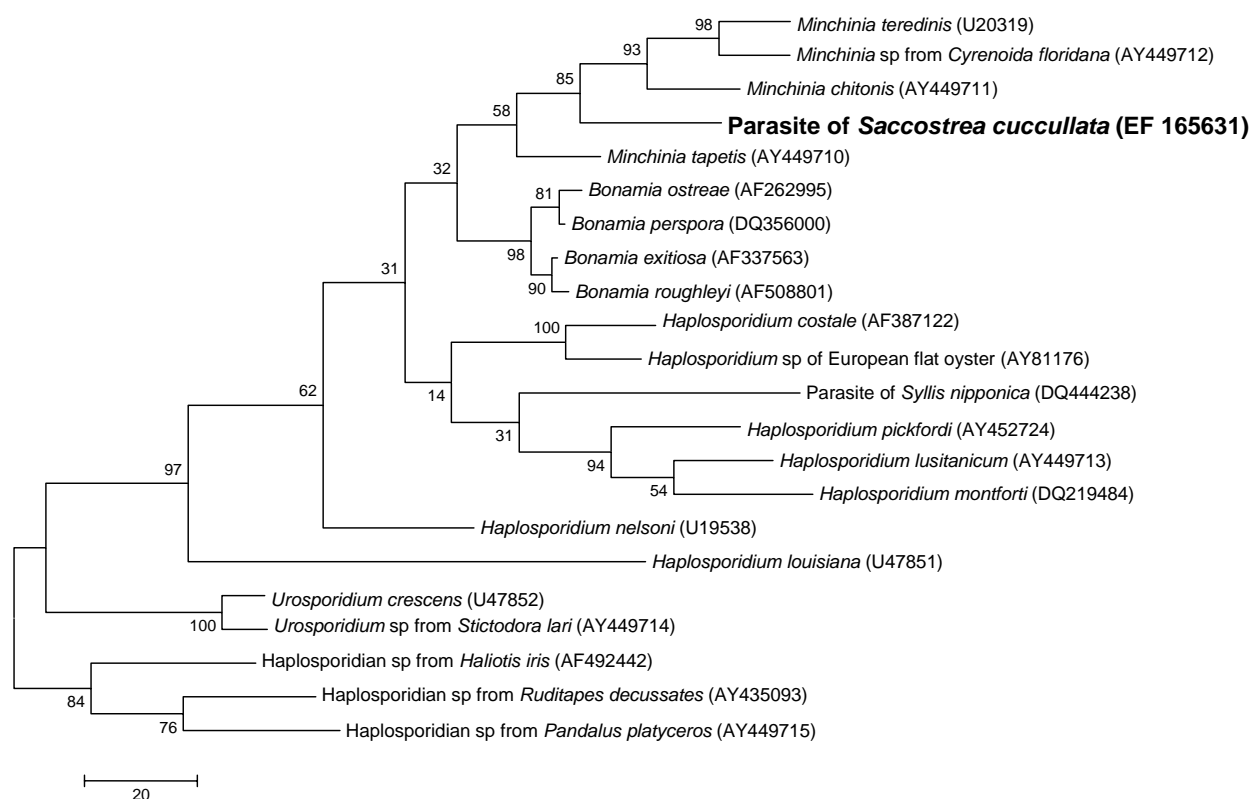 98
Minchinia teredinis (U20319)
93
Minchinia sp from Cyrenoida floridana (AY449712)
85
Minchinia chitonis (AY449711)
58
Parasite of Saccostrea cuccullata (EF 165631)
Minchinia tapetis (AY449710)
32
81
Bonamia ostreae (AF262995)
Bonamia perspora (DQ356000)
98
Bonamia exitiosa (AF337563)
90
Bonamia roughleyi (AF508801)
31
100
Haplosporidium costale (AF387122)
Haplosporidium sp of European flat oyster (AY81176)
14
Parasite of Syllis nipponica (DQ444238)
31
Haplosporidium pickfordi (AY452724)
94
Haplosporidium lusitanicum (AY449713)
54
Haplosporidium montforti (DQ219484)
62
Haplosporidium nelsoni (U19538)
97
Haplosporidium louisiana (U47851)
Urosporidium crescens (U47852)
100
Urosporidium sp from Stictodora lari (AY449714)
Haplosporidian sp from Haliotis iris (AF492442)
84
Haplosporidian sp from Ruditapes decussates (AY435093)
76
Haplosporidian sp from Pandalus platyceros (AY449715)
20